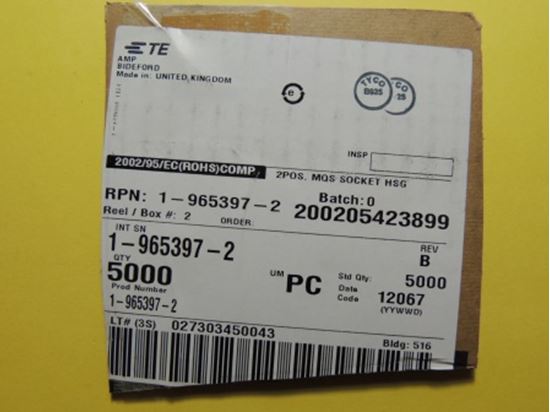 TE
AMP
BIDEFORD
Made in: UNITED KINGDOM
e
TYCO
B625
CO
25
INSP
2002/95/EC(ROHS)COMP
2POS. MQS SOCKET HSG
RPN: 1-965397-2
Batch: 0
Reel / Box #: 2
ORDER:
200205423899
INT SN
1-965397-2
REV
B
QTY
5000
UM
PC
Std Qty: 5000
Prod Number
1-965397-2
Date
Code
12067
(YYWWD)
LT# (3S) 027303450043
Bldg: 516